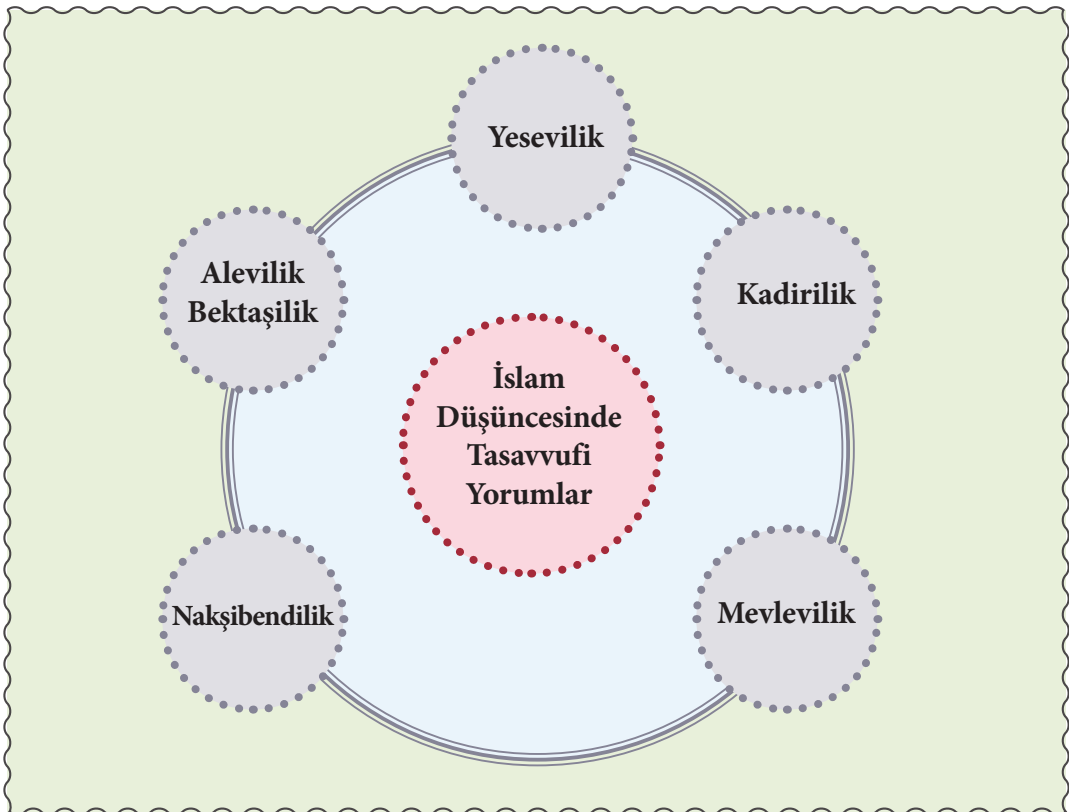 Yesevilik
Alevilik
Bektaşilik
Kadirilik
İslam
Düşüncesinde
Tasavvufi
Yorumlar
Nakşibendilik
Mevlevilik